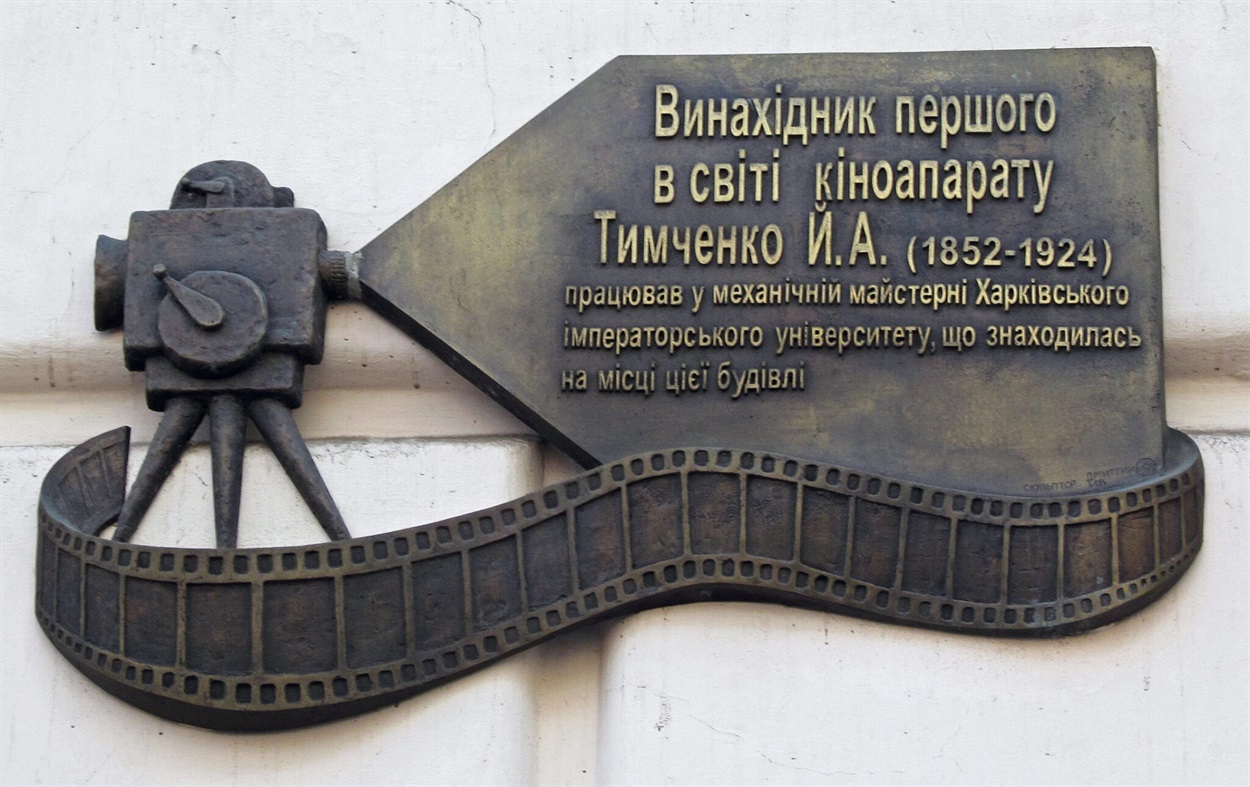 Винахідник першого
в світі кіноапарату
Тимченко Й.А. (1852-1924)
працював у механічній майстерні Харківського
імператорського університету, що знаходилась
на місці цієї будівлі
скульптор